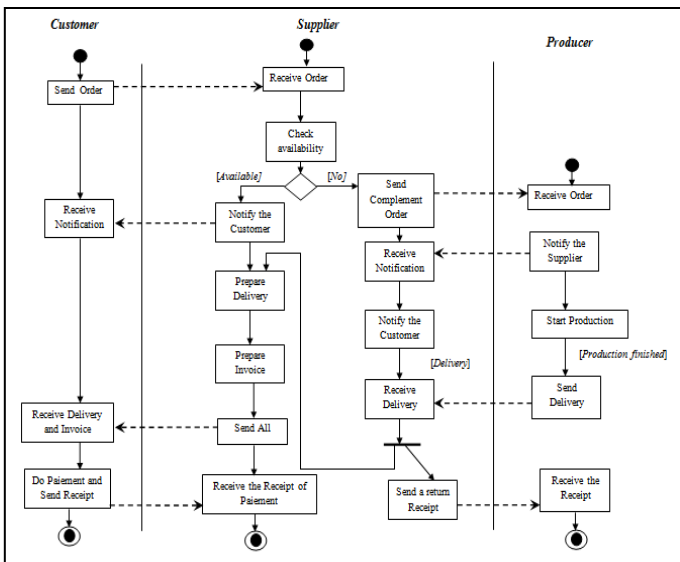 Customer
Supplier
Producer
Send Order
Receive Order
Check
availability
[Available]
[No]
Send
Complement
Order
Receive Order
Receive
Notification
Notify the
Customer
Receive
Notification
Notify the
Supplier
Prepare
Delivery
Notify the
Customer
Start Production
Prepare
Invoice
[Delivery]
[Production finished]
Receive
Delivery
Send
Delivery
Receive Delivery
and Invoice
Send All
Do Paiement and
Send Receipt
Receive the Receipt of
Paiement
Send a return
Receipt
Receive the
Receipt